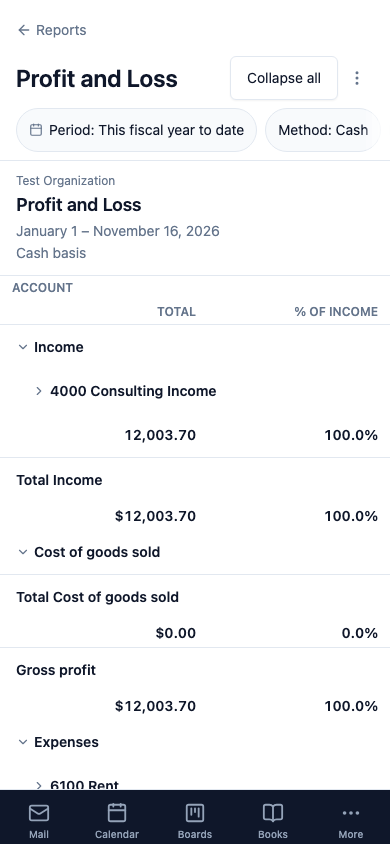 Reports
Profit and Loss
Collapse all
Period: This fiscal year to date
Method: Cash
Test Organization
Profit and Loss
January 1 – November 16, 2026
Cash basis
ACCOUNT
TOTAL % OF INCOME
Income
4000 Consulting Income
12,003.70 100.0%
Total Income
$12,003.70 100.0%
Cost of goods sold
Total Cost of goods sold
$0.00 0.0%
Gross profit
$12,003.70 100.0%
Expenses
6100 Rent
Mail Calendar Boards Books More